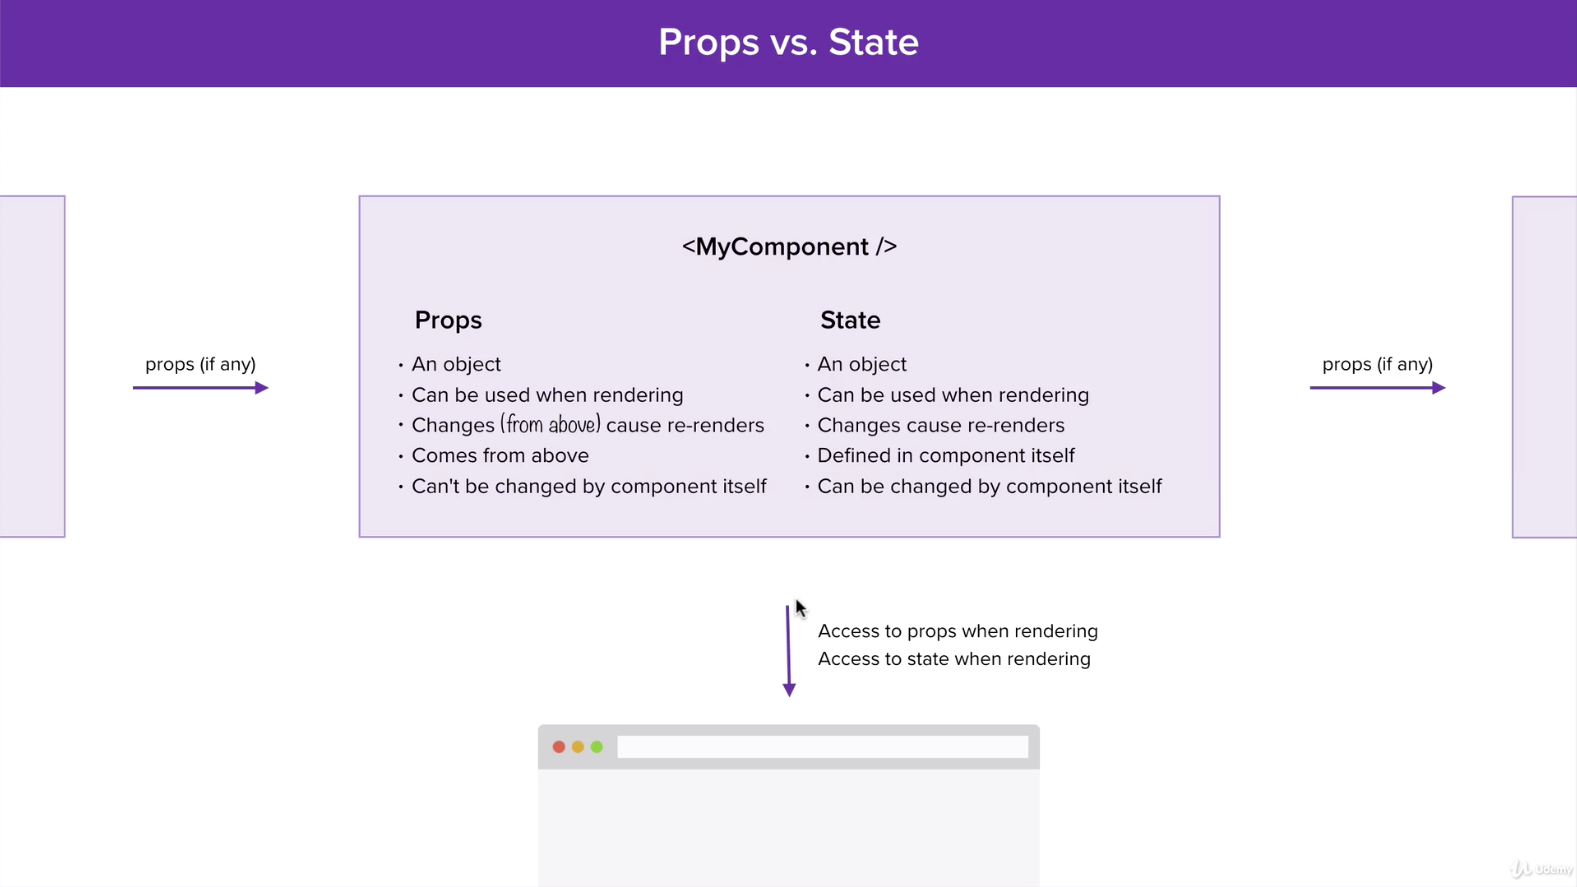 Props vs. State
<MyComponent />
Props
• An object
• Can be used when rendering
• Changes (from above) cause re-renders
• Comes from above
• Can't be changed by component itself
State
• An object
• Can be used when rendering
• Changes cause re-renders
• Defined in component itself
• Can be changed by component itself
props (if any)
props (if any)
Access to props when rendering
Access to state when rendering
Udemy